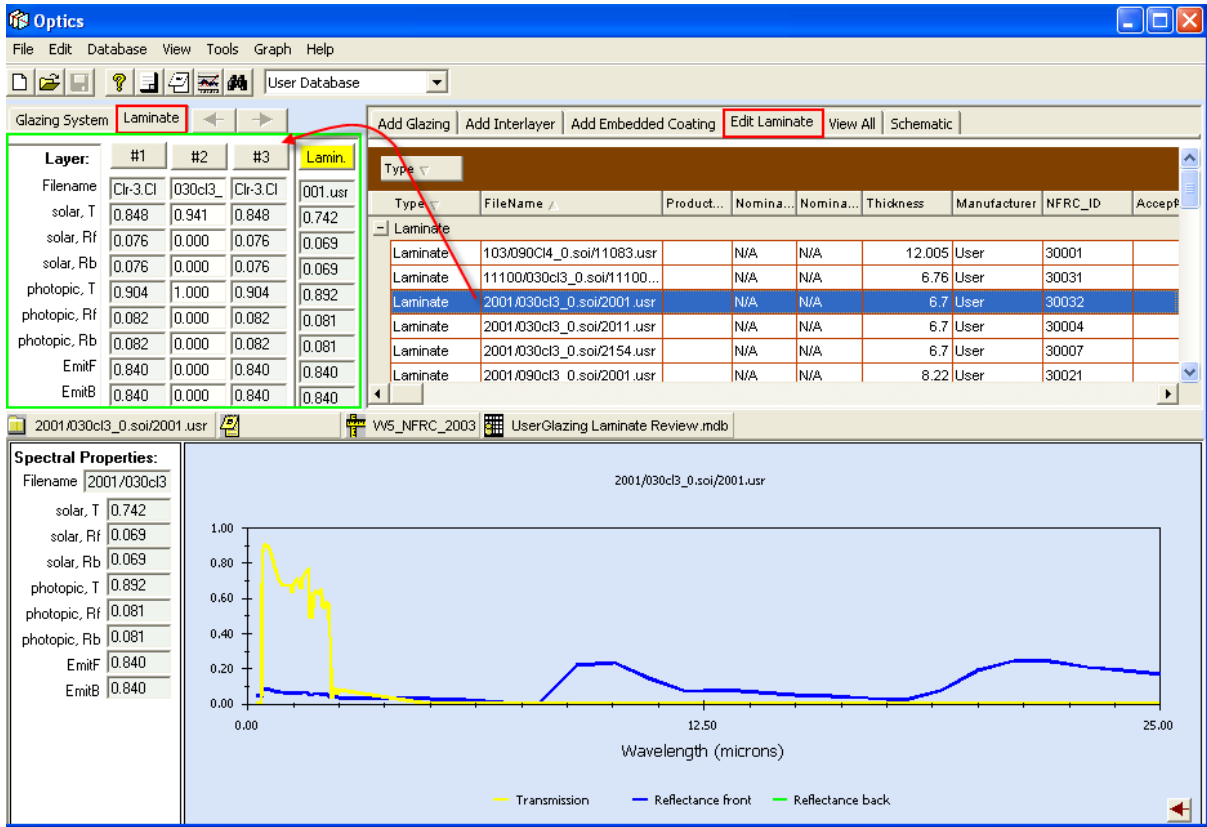 Optics
File Edit Database View Tools Graph Help
User Database
Glazing System Laminate
Layer: #1 #2 #3 Lamin.
Filename Clr-3.Cl 030cl3_ Clr-3.Cl 001.usr
solar, T 0.848 0.941 0.848 0.742
solar, Rf 0.076 0.000 0.076 0.069
solar, Rb 0.076 0.000 0.076 0.069
photopic, T 0.904 1.000 0.904 0.892
photopic, Rf 0.082 0.000 0.082 0.081
photopic, Rb 0.082 0.000 0.082 0.081
EmitF 0.840 0.000 0.840 0.840
EmitB 0.840 0.000 0.840 0.840
Add Glazing Add Interlayer Add Embedded Coating Edit Laminate View All Schematic
Type
Type FileName Product... Nomina... Nomina... Thickness Manufacturer NFRC_ID Accept
Laminate
Laminate 103/090Cl4_0.soi/11083.usr N/A N/A 12.005 User 30001
Laminate 11100/030cl3_0.soi/11100... N/A N/A 6.76 User 30031
Laminate 2001/030cl3_0.soi/2001.usr N/A N/A 6.7 User 30032
Laminate 2001/030cl3_0.soi/2011.usr N/A N/A 6.7 User 30004
Laminate 2001/030cl3_0.soi/2154.usr N/A N/A 6.7 User 30007
Laminate 2001/090cl3_0.soi/2001.usr N/A N/A 8.22 User 30021
2001/030cl3_0.soi/2001.usr W5_NFRC_2003 UserGlazing Laminate Review.mdb
Spectral Properties:
Filename 2001/030cl3
solar, T 0.742
solar, Rf 0.069
solar, Rb 0.069
photopic, T 0.892
photopic, Rf 0.081
photopic, Rb 0.081
EmitF 0.840
EmitB 0.840
2001/030cl3_0.soi/2001.usr
1.00
0.80
0.60
0.40
0.20
0.00
0.00 12.50 25.00
Wavelength (microns)
Transmission Reflectance front Reflectance back